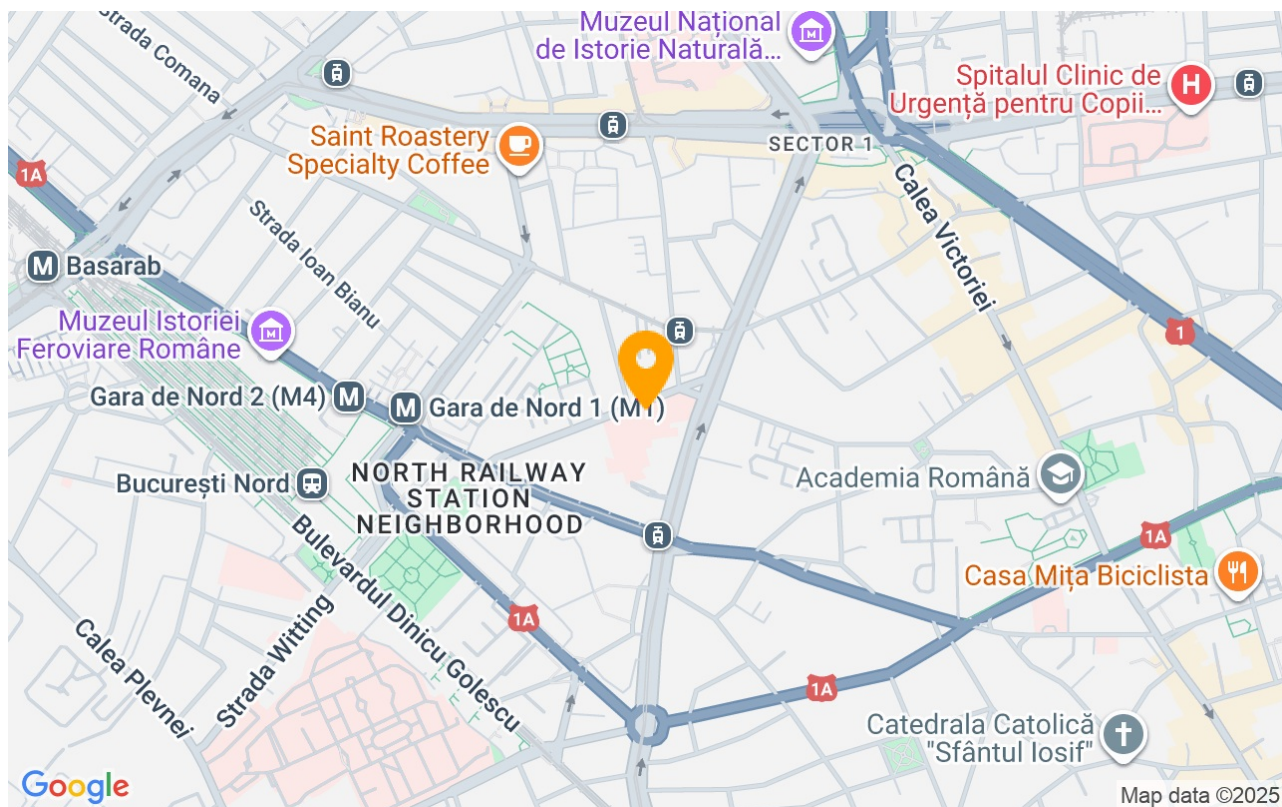 Strada Comana
Muzeul Național
de Istorie Naturală...
Spitalul Clinic de
Urgență pentru Copii...
H
Saint Roastery
Specialty Coffee
SECTOR 1
1A
Calea Victoriei
Strada Ioan Bianu
M Basarab
Muzeul Istoriei
Feroviare Române
1
Gara de Nord 2 (M4) M
M Gara de Nord 1 (M1)
București Nord
NORTH RAILWAY
STATION
NEIGHBORHOOD
Academia Română
1A
Casa Mița Biciclista
Bulevardul Dinicu Golescu
1A
Strada Witting
Calea Plevnei
1A
Catedrala Catolică
"Sfântul Iosif"
Google
Map data ©2025